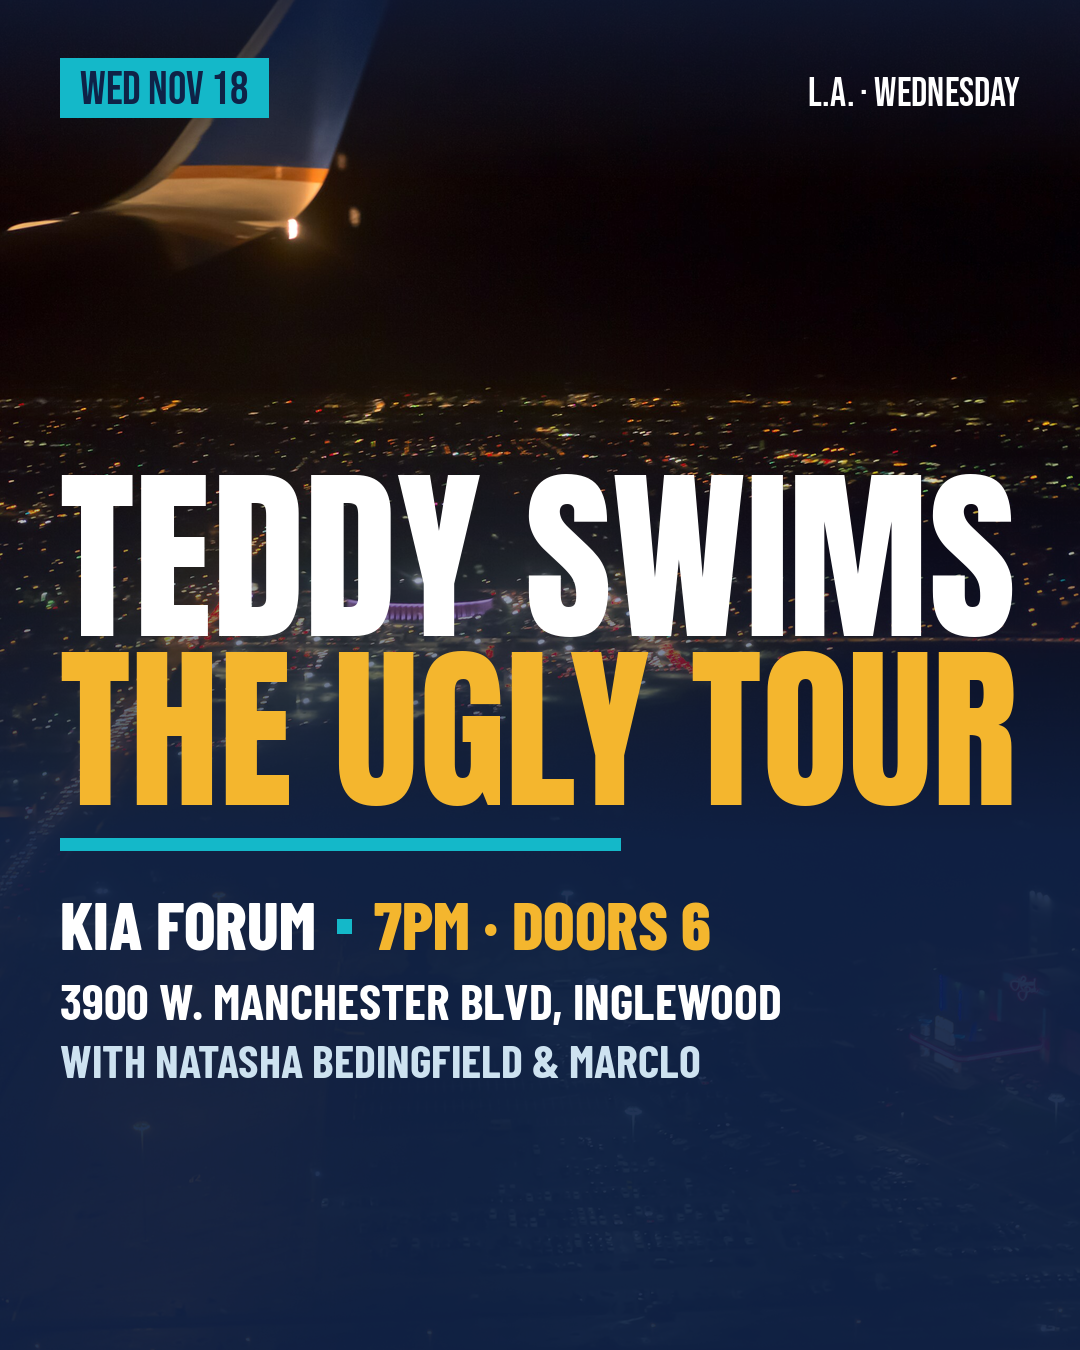 WED NOV 18
L.A. · WEDNESDAY
TEDDY SWIMS
THE UGLY TOUR
KIA FORUM ▪ 7PM · DOORS 6
3900 W. MANCHESTER BLVD, INGLEWOOD
WITH NATASHA BEDINGFIELD & MARCLO